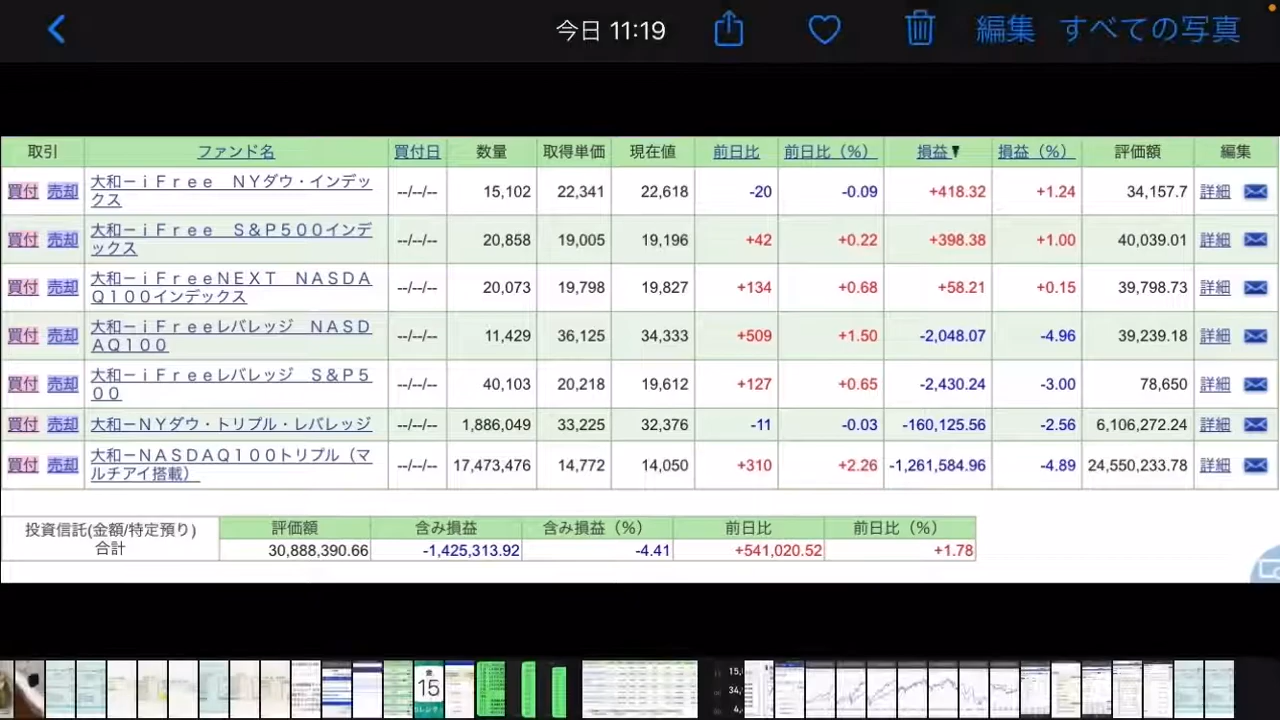 今日 11:19
編集 すべての写真
取引 ファンド名 買付日 数量 取得単価 現在値 前日比 前日比(%) 損益▼ 損益(%) 評価額 編集
買付 売却 大和-iFree NYダウ・インデックス --/--/-- 15,102 22,341 22,618 -20 -0.09 +418.32 +1.24 34,157.7 詳細
買付 売却 大和-iFree S&P500インデックス --/--/-- 20,858 19,005 19,196 +42 +0.22 +398.38 +1.00 40,039.01 詳細
買付 売却 大和-iFreeNEXT NASDAQ100インデックス --/--/-- 20,073 19,798 19,827 +134 +0.68 +58.21 +0.15 39,798.73 詳細
買付 売却 大和-iFreeレバレッジ NASDAQ100 --/--/-- 11,429 36,125 34,333 +509 +1.50 -2,048.07 -4.96 39,239.18 詳細
買付 売却 大和-iFreeレバレッジ S&P500 --/--/-- 40,103 20,218 19,612 +127 +0.65 -2,430.24 -3.00 78,650 詳細
買付 売却 大和-NYダウ・トリプル・レバレッジ --/--/-- 1,886,049 33,225 32,376 -11 -0.03 -160,125.56 -2.56 6,106,272.24 詳細
買付 売却 大和-NASDAQ100トリプル(マルチアイ搭載) --/--/-- 17,473,476 14,772 14,050 +310 +2.26 -1,261,584.96 -4.89 24,550,233.78 詳細
投資信託(金額/特定預り)合計 評価額 含み損益 含み損益(%) 前日比 前日比(%)
30,888,390.66 -1,425,313.92 -4.41 +541,020.52 +1.78
15
15,
34,